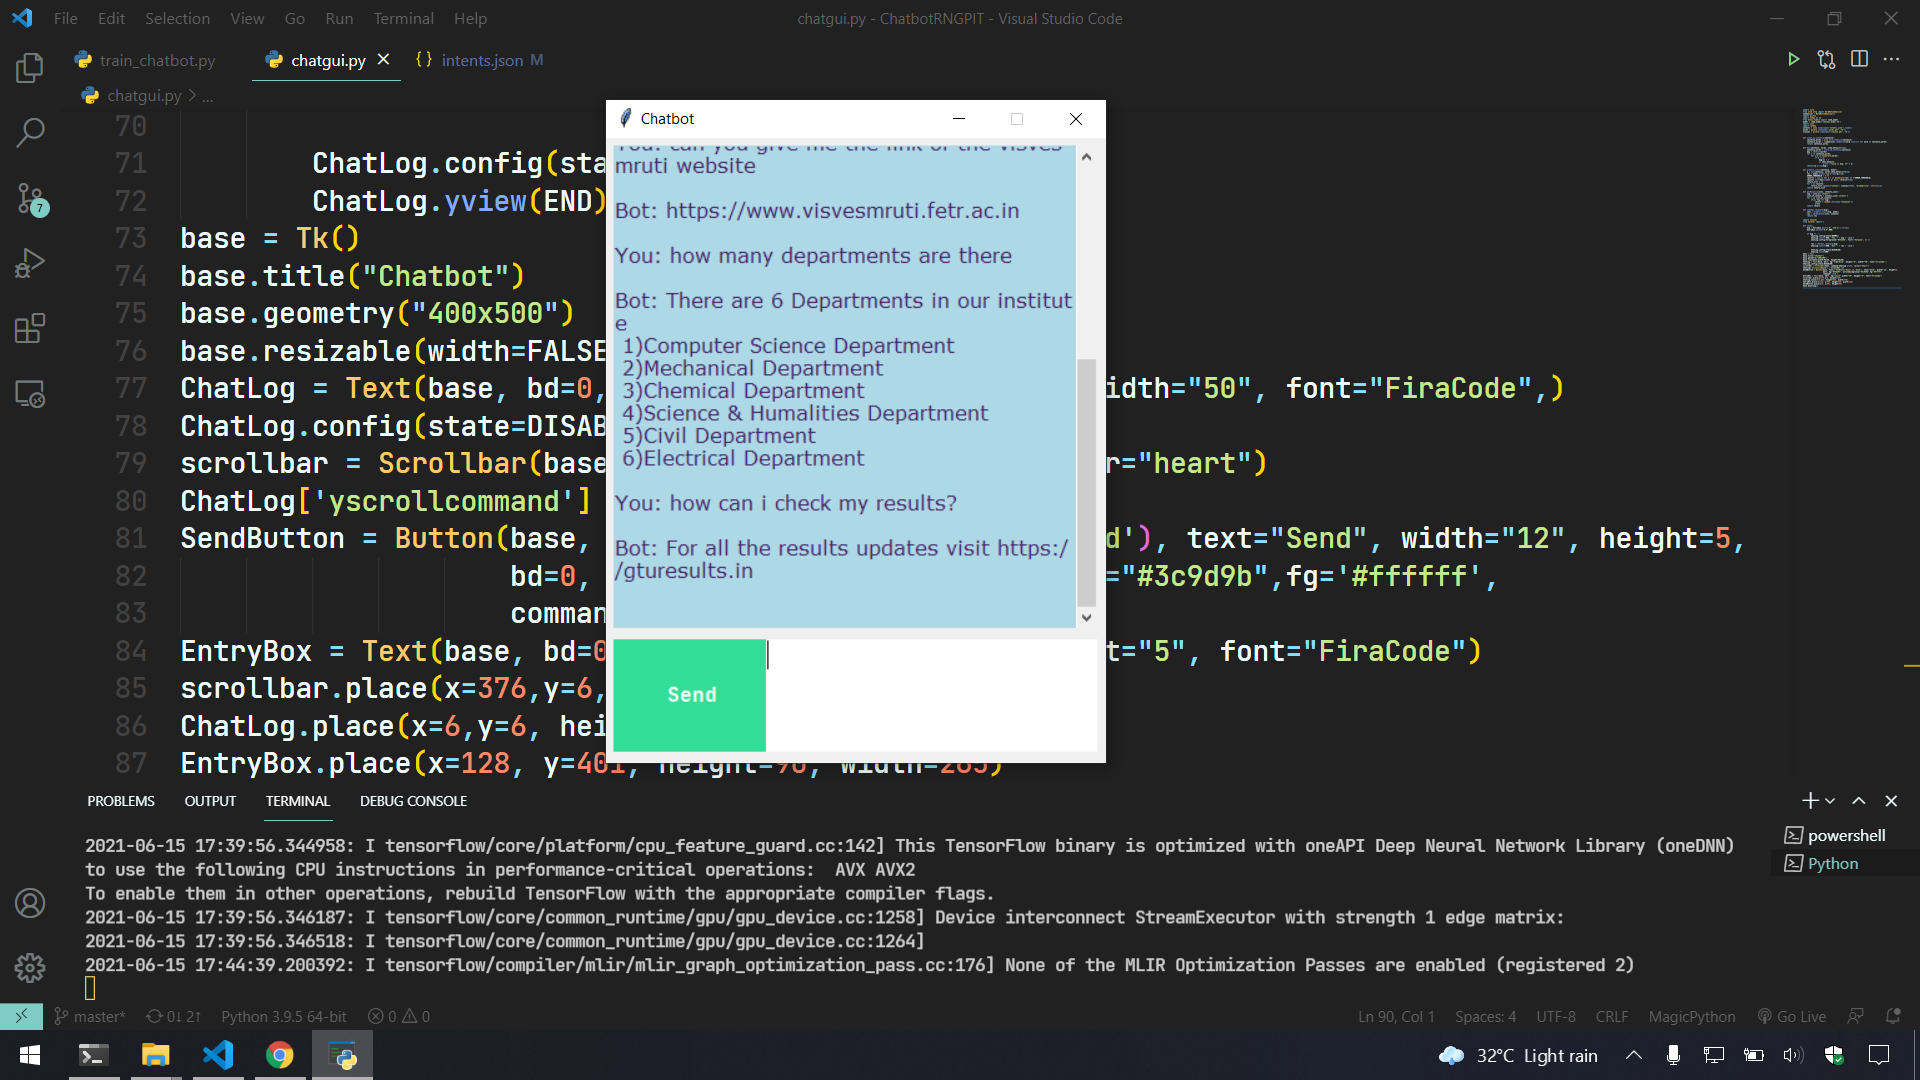 File Edit Selection View Go Run Terminal Help
chatgui.py - ChatbotRNGPIT - Visual Studio Code
train_chatbot.py chatgui.py intents.json M
chatgui.py > ...
70
71 ChatLog.config(sta
72 ChatLog.yview(END)
73 base = Tk()
74 base.title("Chatbot")
75 base.geometry("400x500")
76 base.resizable(width=FALSE
77 ChatLog = Text(base, bd=0, idth="50", font="FiraCode",)
78 ChatLog.config(state=DISAB
79 scrollbar = Scrollbar(base r="heart")
80 ChatLog['yscrollcommand']
81 SendButton = Button(base, d'), text="Send", width="12", height=5,
82 bd=0, ="#3c9d9b",fg='#ffffff',
83 comman
84 EntryBox = Text(base, bd=0 t="5", font="FiraCode")
85 scrollbar.place(x=376,y=6,
86 ChatLog.place(x=6,y=6, hei
87 EntryBox.place(x=128, y=401, height=90, width=265)
Chatbot
You: can you give me the link of the visves
mruti website
Bot: https://www.visvesmruti.fetr.ac.in
You: how many departments are there
Bot: There are 6 Departments in our institut
e
1)Computer Science Department
2)Mechanical Department
3)Chemical Department
4)Science & Humalities Department
5)Civil Department
6)Electrical Department
You: how can i check my results?
Bot: For all the results updates visit https:/
/gturesults.in
Send
7
PROBLEMS OUTPUT TERMINAL DEBUG CONSOLE
powershell
Python
2021-06-15 17:39:56.344958: I tensorflow/core/platform/cpu_feature_guard.cc:142] This TensorFlow binary is optimized with oneAPI Deep Neural Network Library (oneDNN)
to use the following CPU instructions in performance-critical operations:  AVX AVX2
To enable them in other operations, rebuild TensorFlow with the appropriate compiler flags.
2021-06-15 17:39:56.346187: I tensorflow/core/common_runtime/gpu/gpu_device.cc:1258] Device interconnect StreamExecutor with strength 1 edge matrix:
2021-06-15 17:39:56.346518: I tensorflow/core/common_runtime/gpu/gpu_device.cc:1264]
2021-06-15 17:44:39.200392: I tensorflow/compiler/mlir/mlir_graph_optimization_pass.cc:176] None of the MLIR Optimization Passes are enabled (registered 2)
master* 0↓ 2↑ Python 3.9.5 64-bit 0 0
Ln 90, Col 1 Spaces: 4 UTF-8 CRLF MagicPython Go Live
32°C Light rain